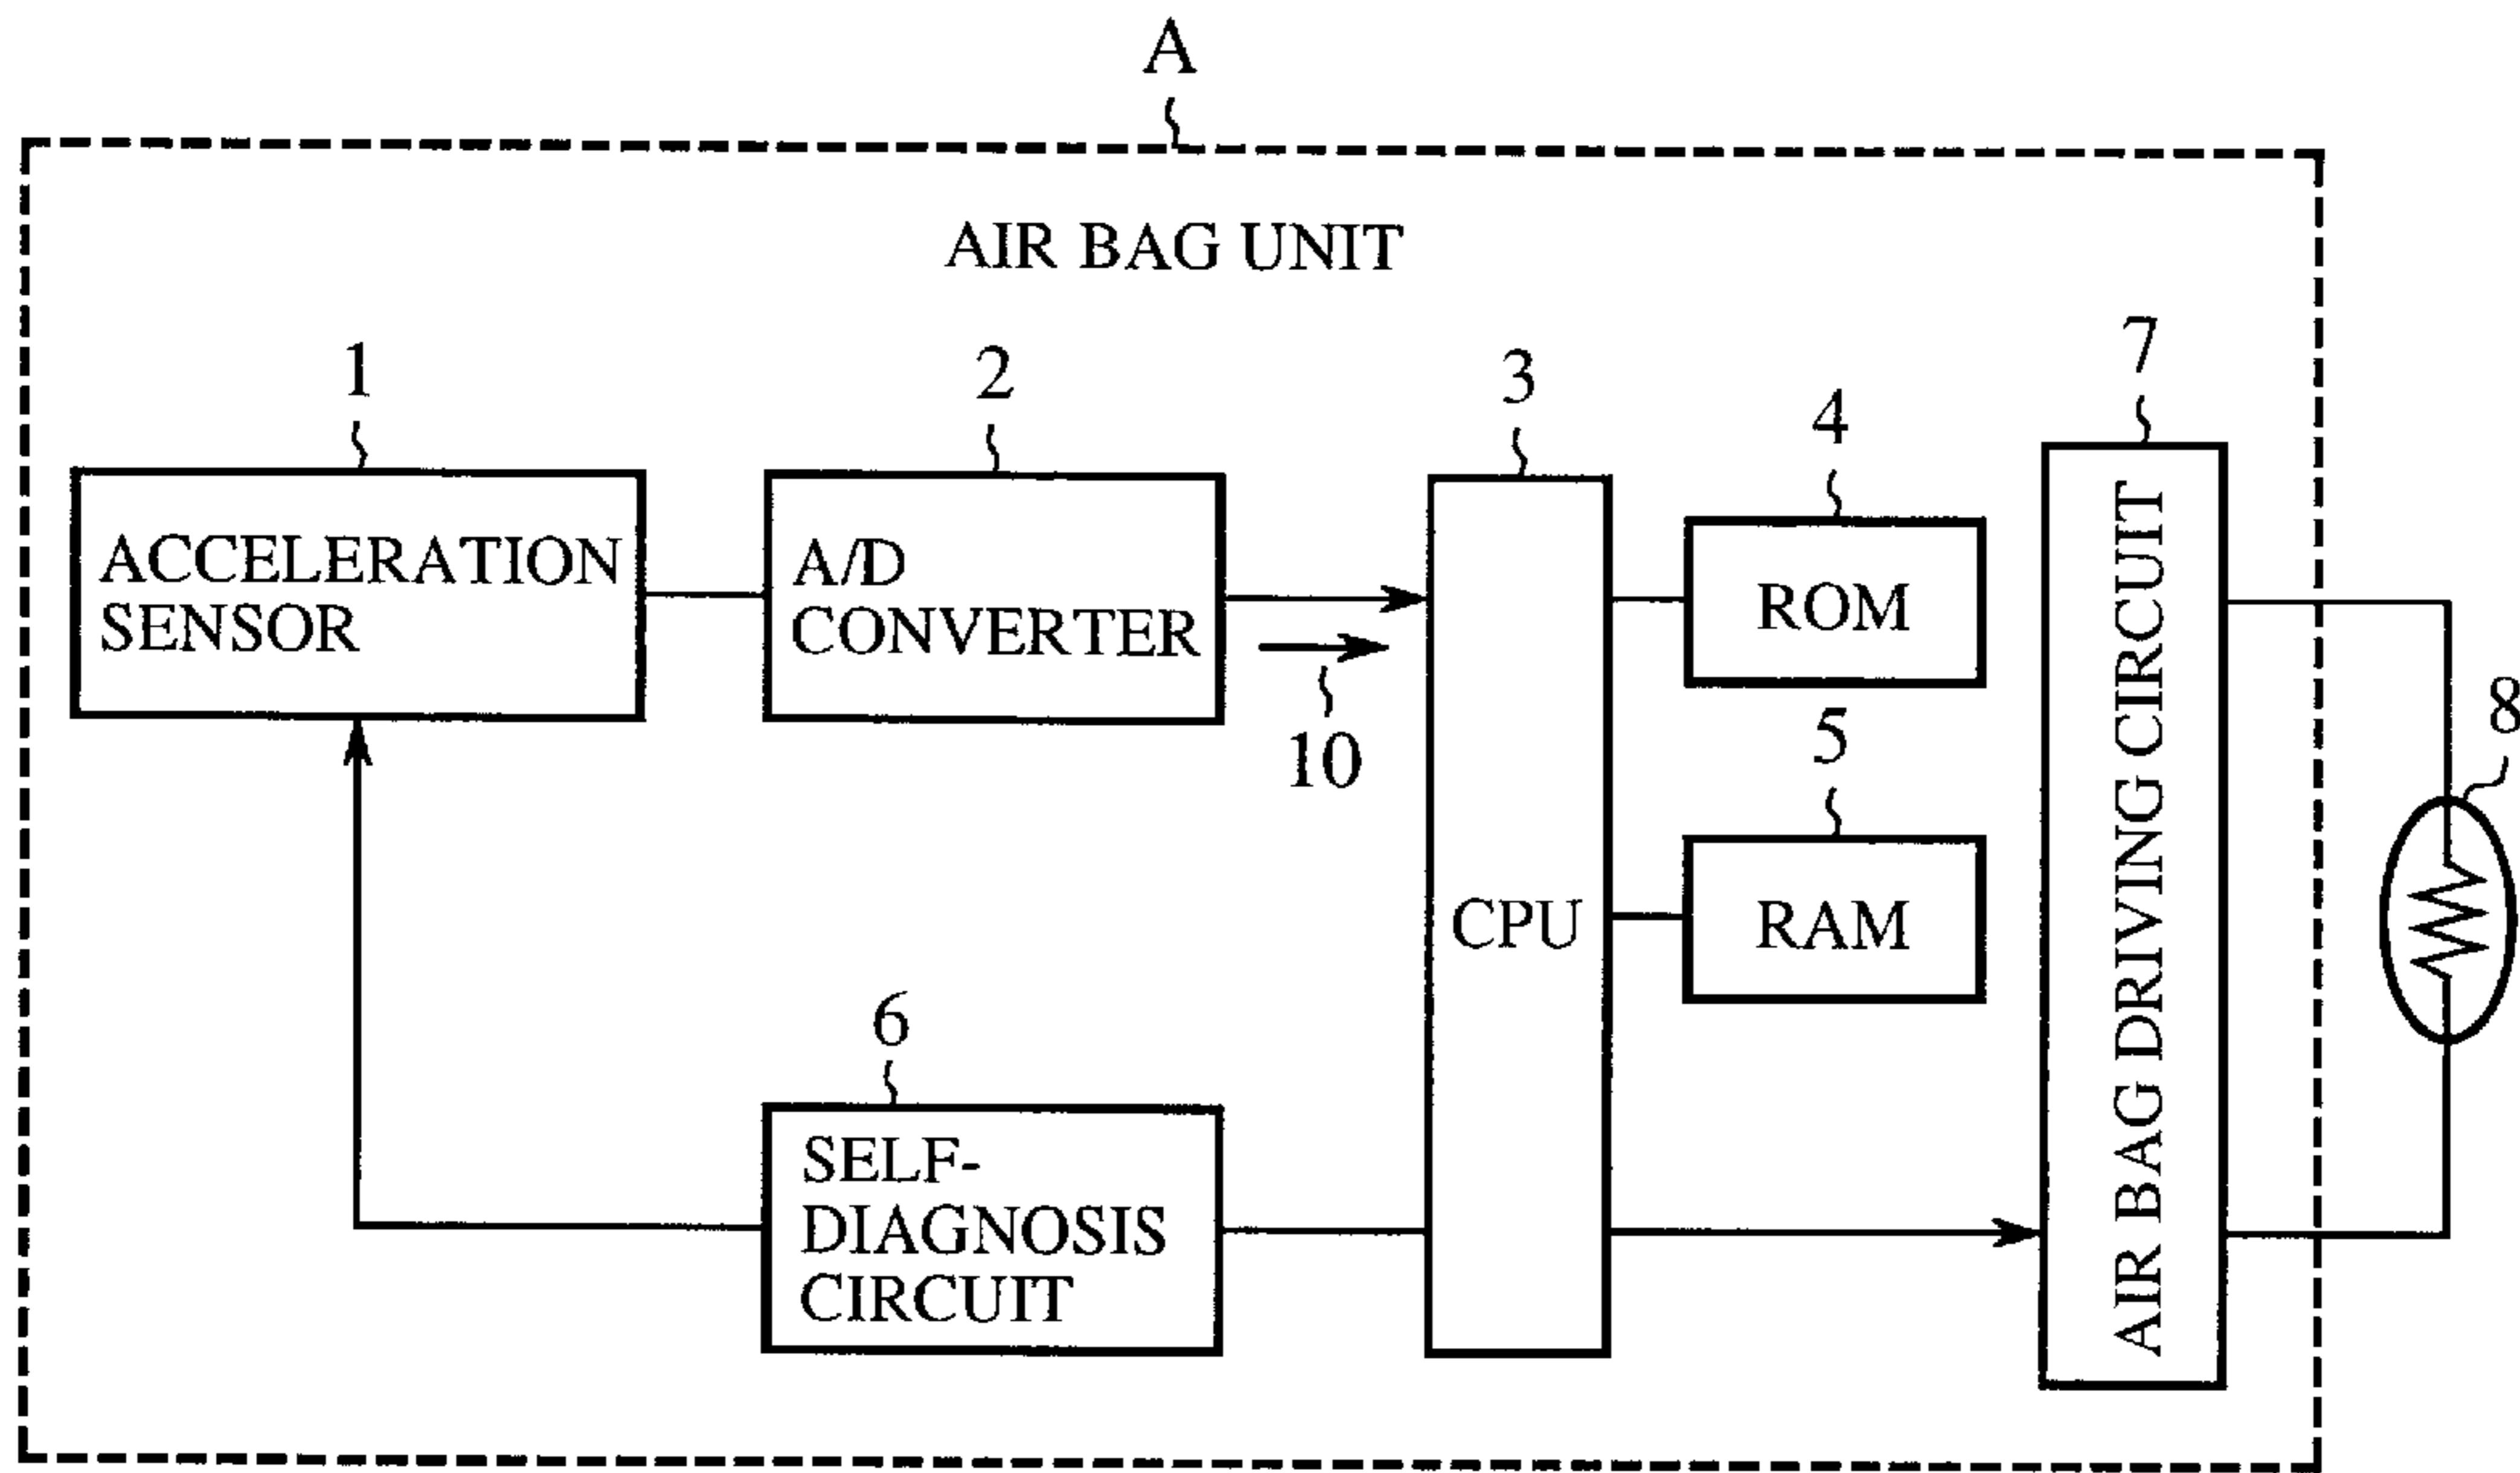 A
AIR BAG UNIT
1
2
3
4
7
ACCELERATION
SENSOR
A/D
CONVERTER
10
ROM
5
8
CPU
RAM
AIR BAG DRIVING CIRCUIT
6
SELF-
DIAGNOSIS
CIRCUIT